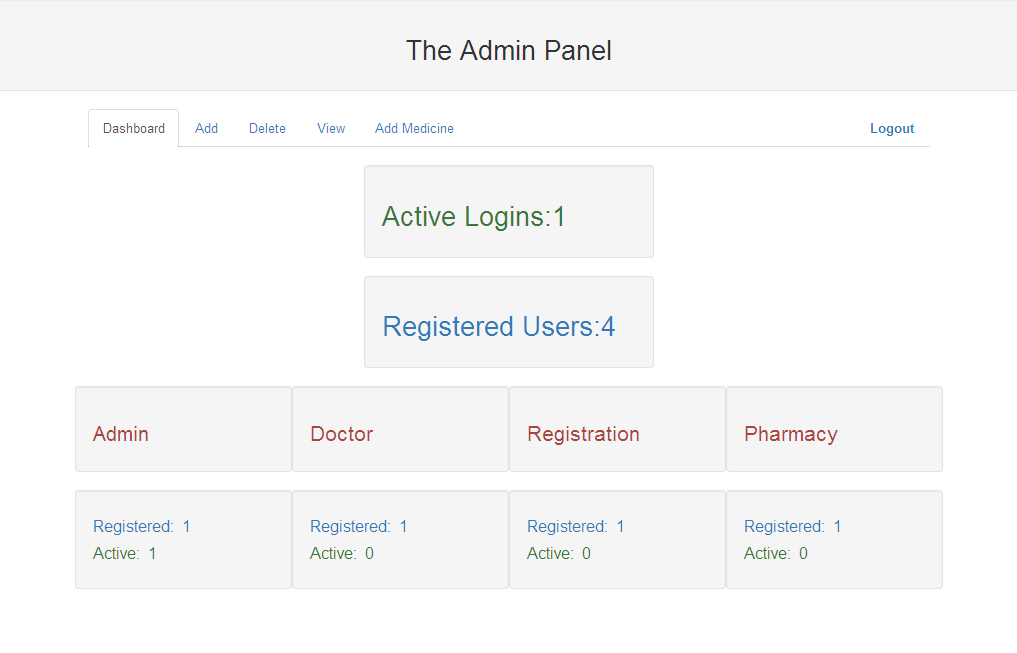 The Admin Panel
Dashboard Add Delete View Add Medicine Logout
Active Logins:1
Registered Users:4
Admin Doctor Registration Pharmacy
Registered: 1 Registered: 1 Registered: 1 Registered: 1
Active: 1 Active: 0 Active: 0 Active: 0